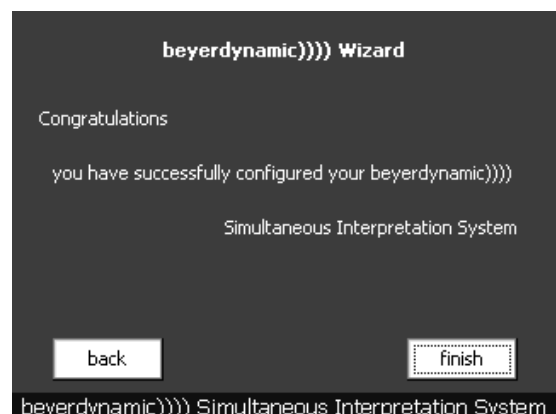 beyerdynamic)))) Wizard
Congratulations
you have successfully configured your beyerdynamic))))
Simultaneous Interpretation System
back
finish
beyerdynamic)))) Simultaneous Interpretation System